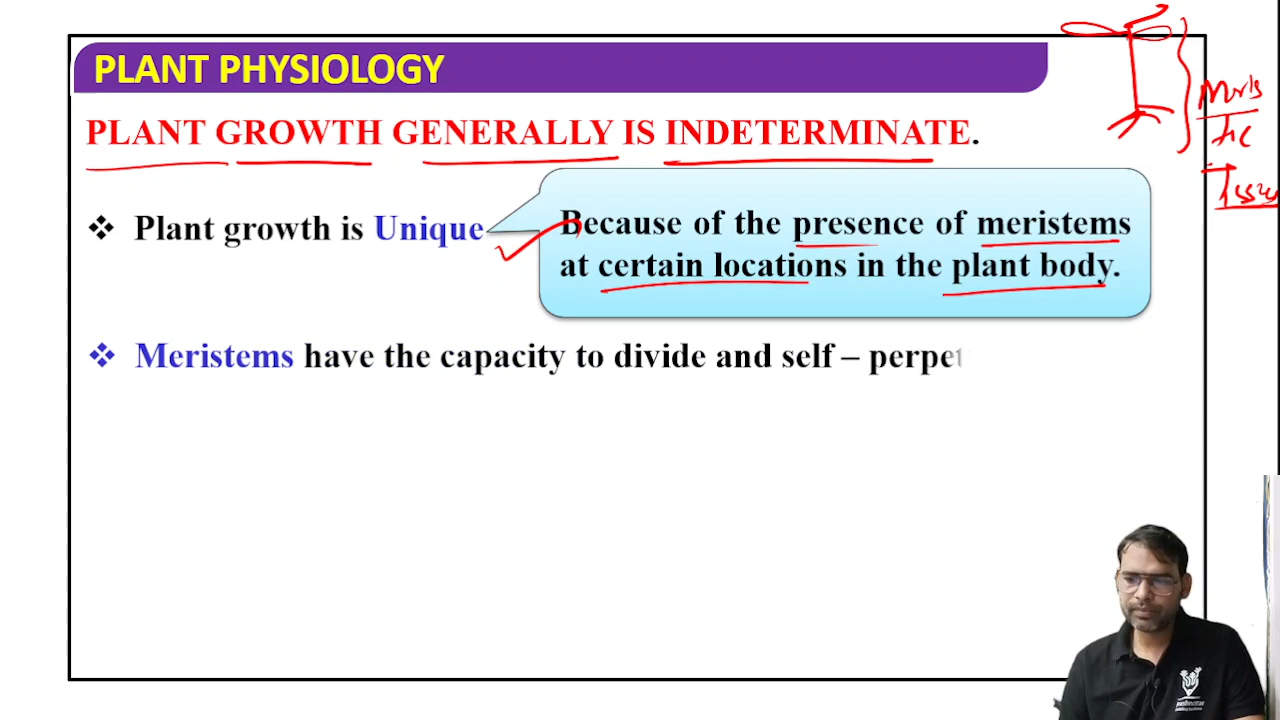 PLANT PHYSIOLOGY
PLANT GROWTH GENERALLY IS INDETERMINATE.
❖ Plant growth is Unique
Because of the presence of meristems
at certain locations in the plant body.
❖ Meristems have the capacity to divide and self – perpet